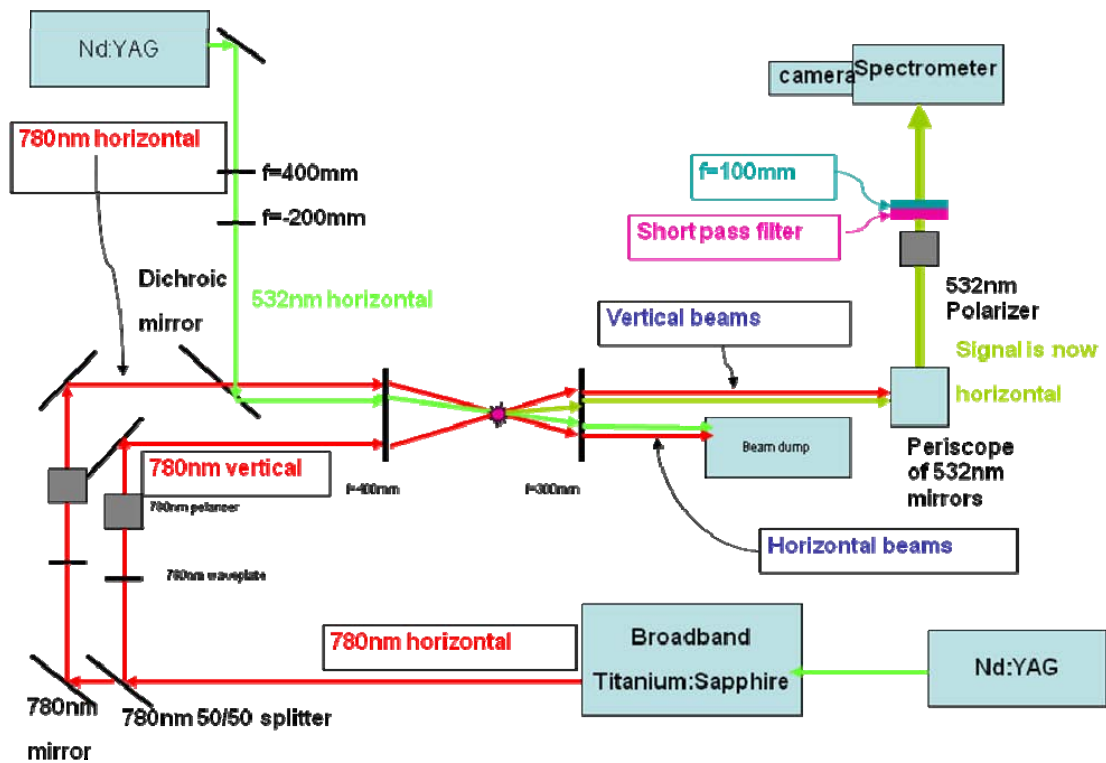 Nd:YAG
camera
Spectrometer
780nm horizontal
f=400mm
f=-200mm
f=100mm
Short pass filter
Dichroic
mirror
532nm horizontal
532nm
Polarizer
Vertical beams
Signal is now
horizontal
Beam dump
Periscope
of 532nm
mirrors
780nm vertical
780nm polarizer
f=400mm
f=300mm
Horizontal beams
780nm waveplate
780nm horizontal
Broadband
Titanium:Sapphire
Nd:YAG
780nm
mirror
780nm 50/50 splitter